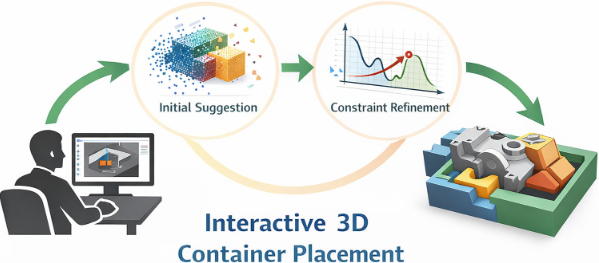 Initial Suggestion
Constraint Refinement
Interactive 3D
Container Placement